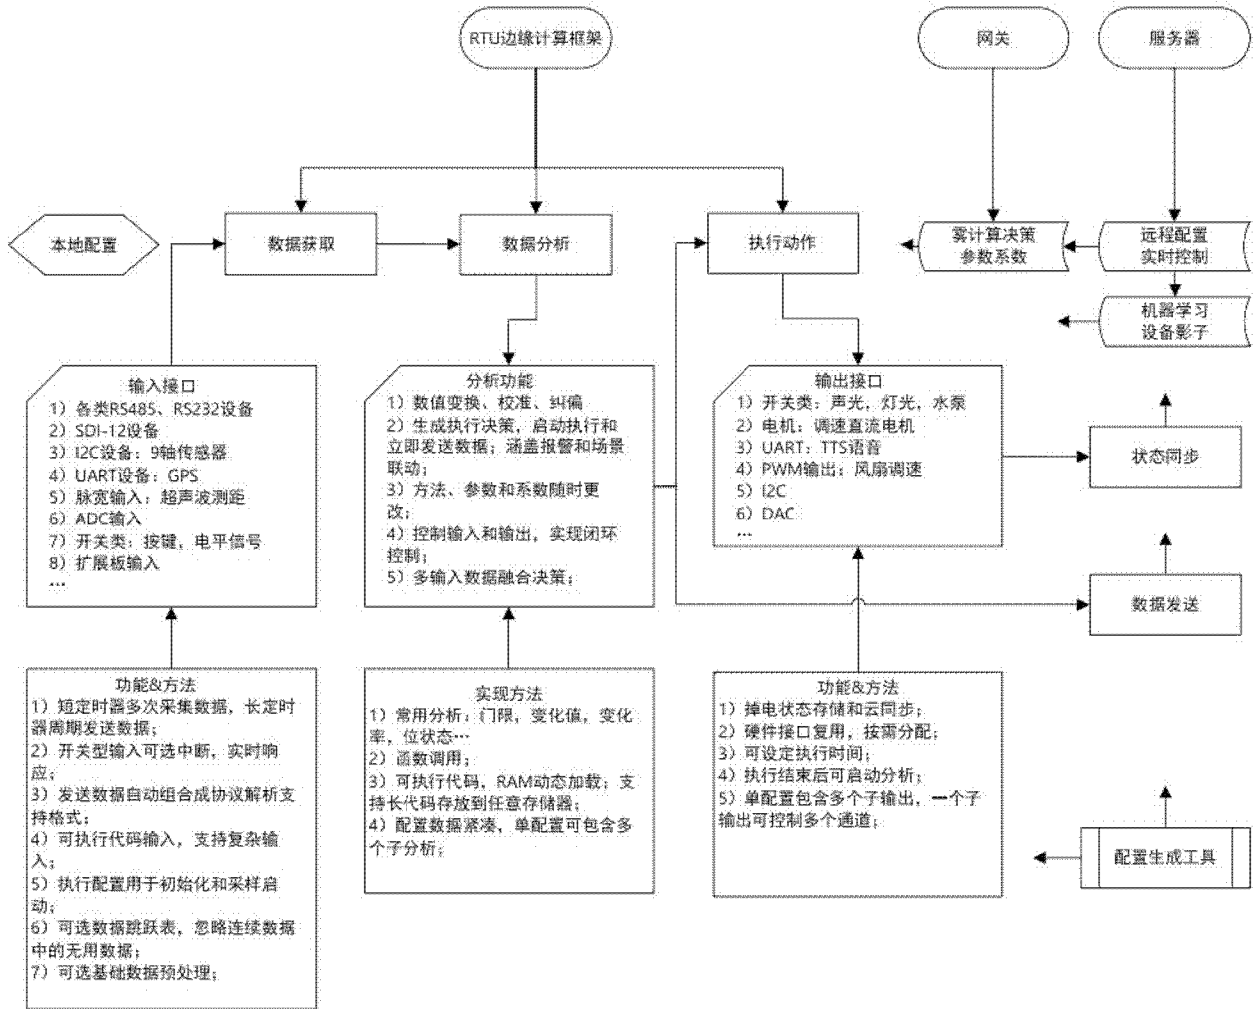 RTU边缘计算框架
网关
服务器
本地配置
数据获取
数据分析
执行动作
雾计算决策
参数系数
远程配置
实时控制
机器学习
设备影子
输入接口
1）各类RS485、RS232设备
2）SDI-12设备
3）I2C设备：9轴传感器
4）UART设备：GPS
5）脉宽输入：超声波测距
6）ADC输入
7）开关类：按键，电平信号
8）扩展板输入
…
分析功能
1）数值变换、校准、纠偏
2）生成执行决策，启动执行和
立即发送数据；涵盖报警和场景
联动；
3）方法、参数和系数随时更
改；
4）控制输入和输出，实现闭环
控制；
5）多输入数据融合决策；
输出接口
1）开关类：声光，灯光，水泵
2）电机：调速直流电机
3）UART：TTS语音
4）PWM输出：风扇调速
5）I2C
6）DAC
…
状态同步
数据发送
功能&方法
1）短定时器多次采集数据，长定时
器周期发送数据；
2）开关型输入可选中断，实时响
应；
3）发送数据自动组合成协议解析支
持格式；
4）可执行代码输入，支持复杂输
入；
5）执行配置用于初始化和采样启
动；
6）可选数据跳跃表，忽略连续数据
中的无用数据；
7）可选基础数据预处理；
实现方法
1）常用分析：门限，变化值，变化
率，位状态…
2）函数调用；
3）可执行代码，RAM动态加载；支
持长代码存放到任意存储器；
4）配置数据紧凑，单配置可包含多
个子分析；
功能&方法
1）掉电状态存储和云同步；
2）硬件接口复用，按需分配；
3）可设定执行时间；
4）执行结束后可启动分析；
5）单配置包含多个子输出，一个子
输出可控制多个通道；
配置生成工具